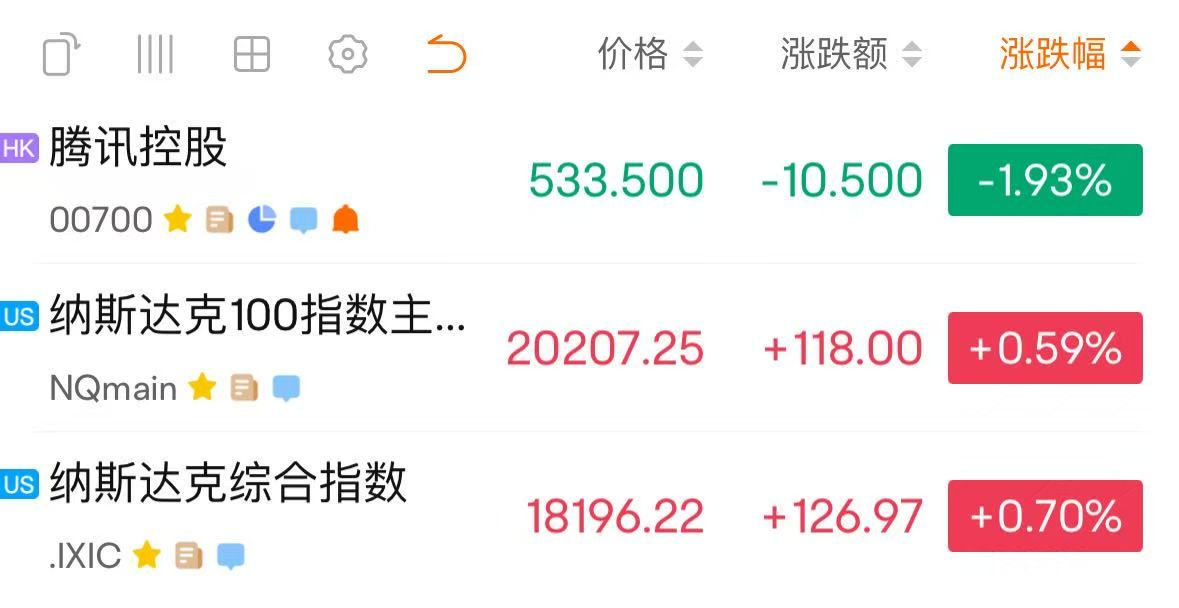 价格 涨跌额 涨跌幅
HK 腾讯控股
533.500 -10.500 -1.93%
00700
US 纳斯达克100指数主...
20207.25 +118.00 +0.59%
NQmain
US 纳斯达克综合指数
18196.22 +126.97 +0.70%
.IXIC